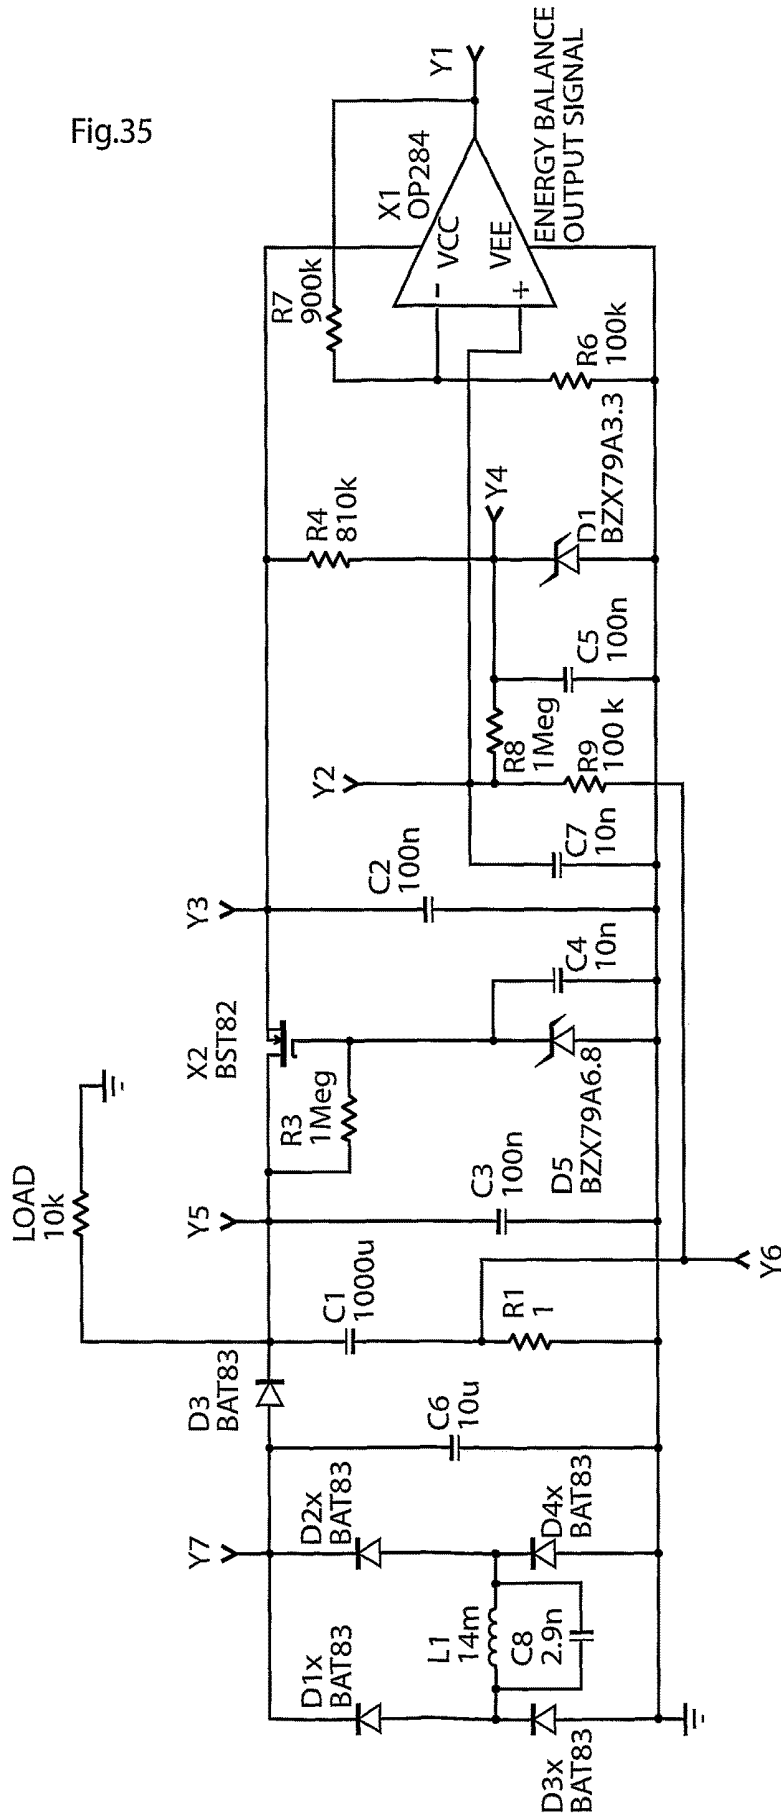 Fig.35
LOAD
10k
D3
BAT83
Y5
X2
BST82
Y3
Y2
R4
810k
R7
900k
X1
OP284
Y1
Y7
D1x
BAT83
D2x
BAT83
C6
10u
C1
1000u
R3
1Meg
C2
100n
Y4
-
VCC
+
VEE
ENERGY BALANCE
OUTPUT SIGNAL
L1
14m
C8
2.9n
D3x
BAT83
D4x
BAT83
R1
1
C3
100n
D5
BZX79A6.8
C4
10n
C7
10n
R8
1Meg
R9
100 k
C5
100n
D1
BZX79A3.3
R6
100k
Y6